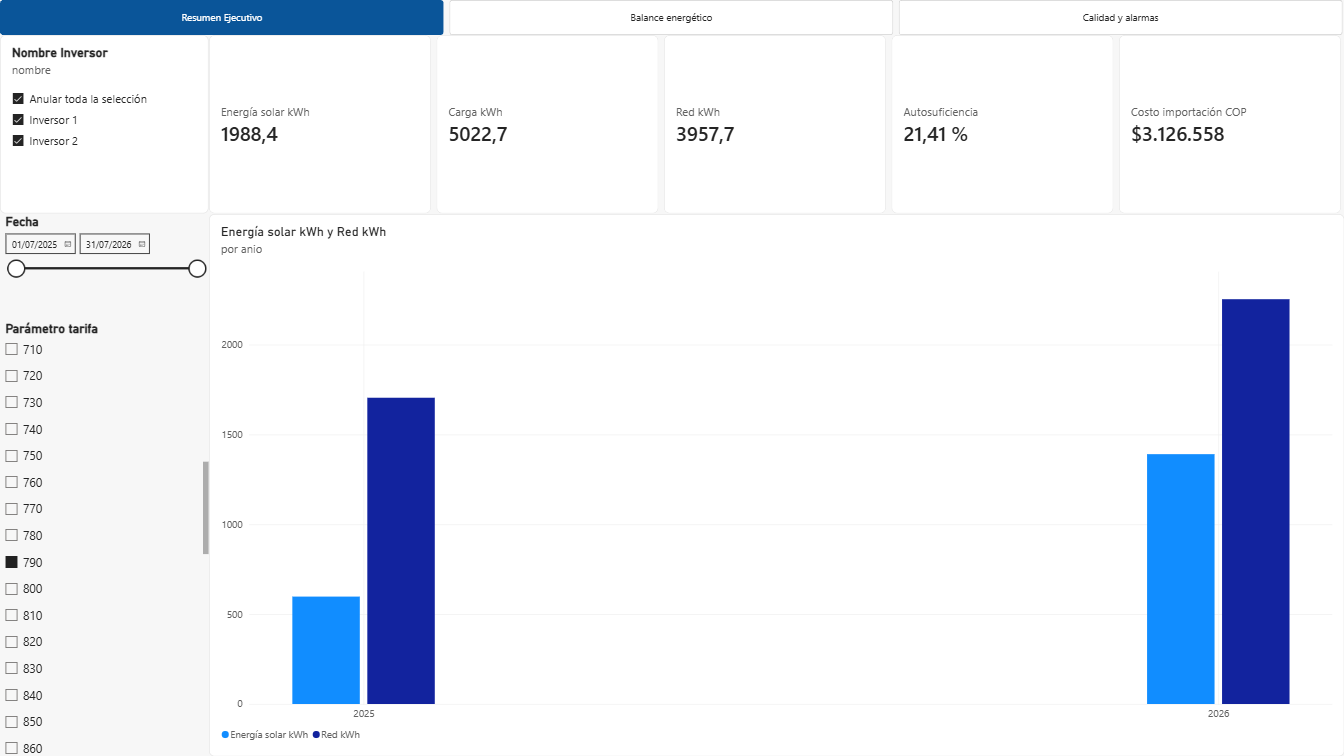 Resumen Ejecutivo
Balance energético
Calidad y alarmas
Nombre Inversor
nombre
Anular toda la selección
Inversor 1
Inversor 2
Energía solar kWh
1988,4
Carga kWh
5022,7
Red kWh
3957,7
Autosuficiencia
21,41 %
Costo importación COP
$3.126.558
Fecha
01/07/2025
31/07/2026
Parámetro tarifa
710
720
730
740
750
760
770
780
790
800
810
820
830
840
850
860
Energía solar kWh y Red kWh
por anio
2000
1500
1000
500
0
2025
2026
Energía solar kWh
Red kWh